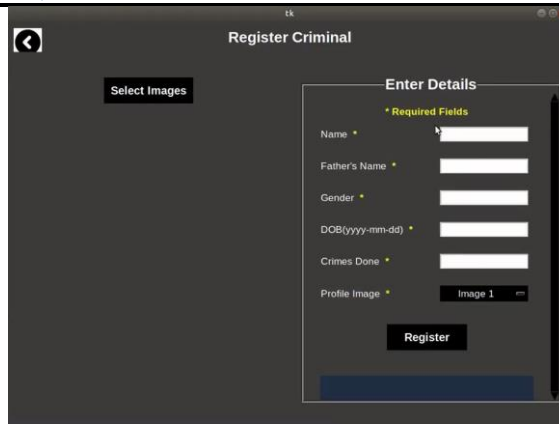 tk
Register Criminal
Select Images
Enter Details
* Required Fields
Name *
Father's Name *
Gender *
DOB(yyyy-mm-dd) *
Crimes Done *
Profile Image *
Image 1
Register